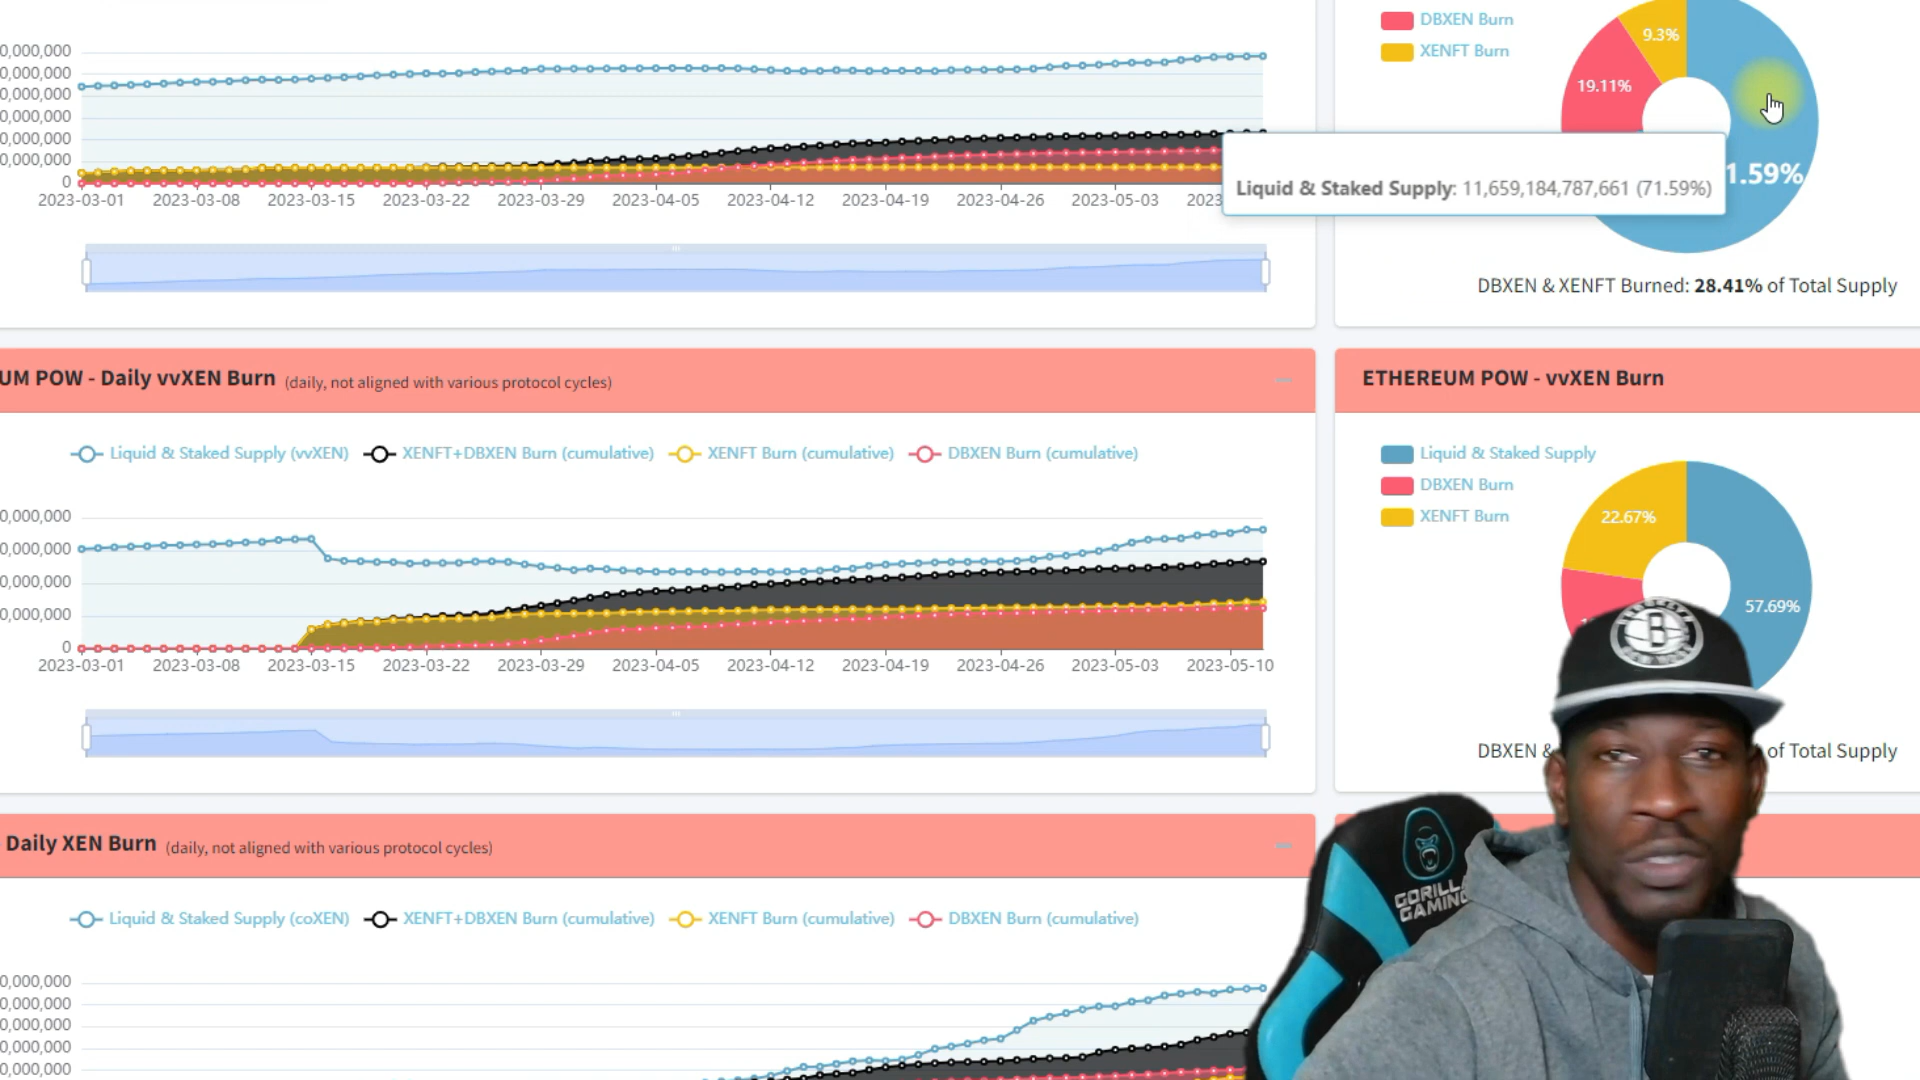 DBXEN Burn
XENFT Burn
9.3%
19.11%
1.59%
0,000,000
0,000,000
0,000,000
0,000,000
0,000,000
0,000,000
0
2023-03-01 2023-03-08 2023-03-15 2023-03-22 2023-03-29 2023-04-05 2023-04-12 2023-04-19 2023-04-26 2023-05-03 2023
Liquid & Staked Supply: 11,659,184,787,661 (71.59%)
DBXEN & XENFT Burned: 28.41% of Total Supply
UM POW - Daily vvXEN Burn (daily, not aligned with various protocol cycles)
ETHEREUM POW - vvXEN Burn
Liquid & Staked Supply (vvXEN) XENFT+DBXEN Burn (cumulative) XENFT Burn (cumulative) DBXEN Burn (cumulative)
Liquid & Staked Supply
DBXEN Burn
XENFT Burn
22.67%
57.69%
0,000,000
0,000,000
0,000,000
0,000,000
0
2023-03-01 2023-03-08 2023-03-15 2023-03-22 2023-03-29 2023-04-05 2023-04-12 2023-04-19 2023-04-26 2023-05-03 2023-05-10
DBXEN & of Total Supply
Daily XEN Burn (daily, not aligned with various protocol cycles)
Liquid & Staked Supply (coXEN) XENFT+DBXEN Burn (cumulative) XENFT Burn (cumulative) DBXEN Burn (cumulative)
0,000,000
0,000,000
0,000,000
0,000,000
0,000,000
B
GORILL
GAMING